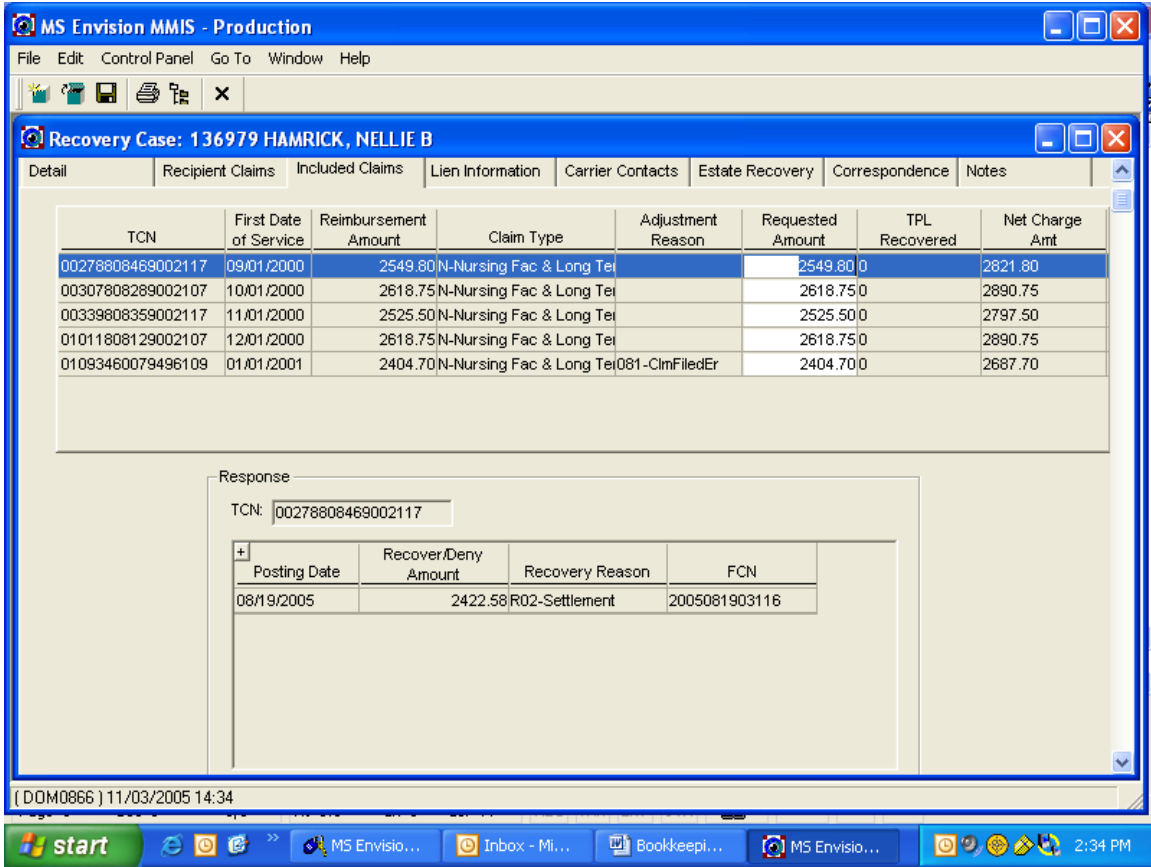 MS Envision MMIS - Production
File Edit Control Panel Go To Window Help
Recovery Case: 136979 HAMRICK, NELLIE B
Detail Recipient Claims Included Claims Lien Information Carrier Contacts Estate Recovery Correspondence Notes
TCN First Date of Service Reimbursement Amount Claim Type Adjustment Reason Requested Amount TPL Recovered Net Charge Amt
00278808469002117 09/01/2000 2549.80 N-Nursing Fac & Long Ter 2549.80 0 2821.80
00307808289002107 10/01/2000 2618.75 N-Nursing Fac & Long Ter 2618.75 0 2890.75
00339808359002117 11/01/2000 2525.50 N-Nursing Fac & Long Ter 2525.50 0 2797.50
01011808129002107 12/01/2000 2618.75 N-Nursing Fac & Long Ter 2618.75 0 2890.75
01093460079496109 01/01/2001 2404.70 N-Nursing Fac & Long Ter 081-ClmFiledEr 2404.70 0 2687.70
Response
TCN: 00278808469002117
+
Posting Date Recover/Deny Amount Recovery Reason FCN
08/19/2005 2422.58 R02-Settlement 2005081903116
( DOM0866 ) 11/03/2005 14:34
start MS Envisio... Inbox - Mi... Bookkeepi... MS Envisio... 2:34 PM